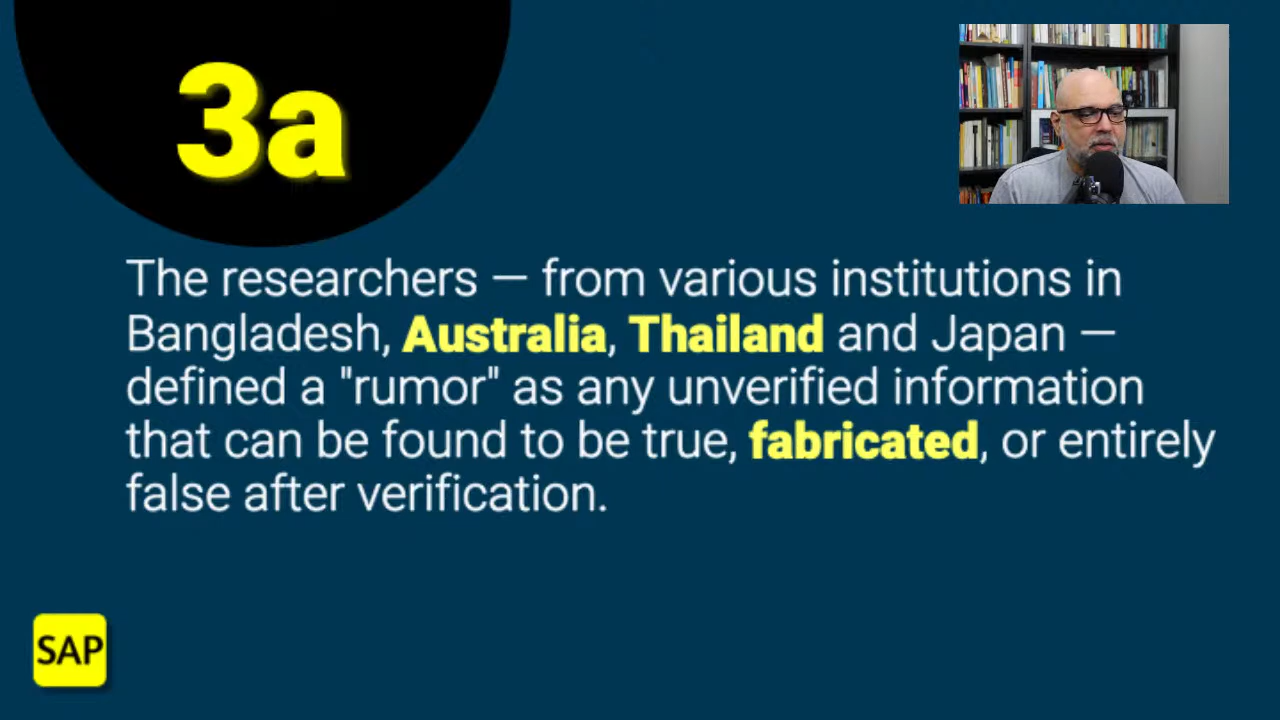 3a
The researchers — from various institutions in
Bangladesh, Australia, Thailand and Japan —
defined a "rumor" as any unverified information
that can be found to be true, fabricated, or entirely
false after verification.
SAP